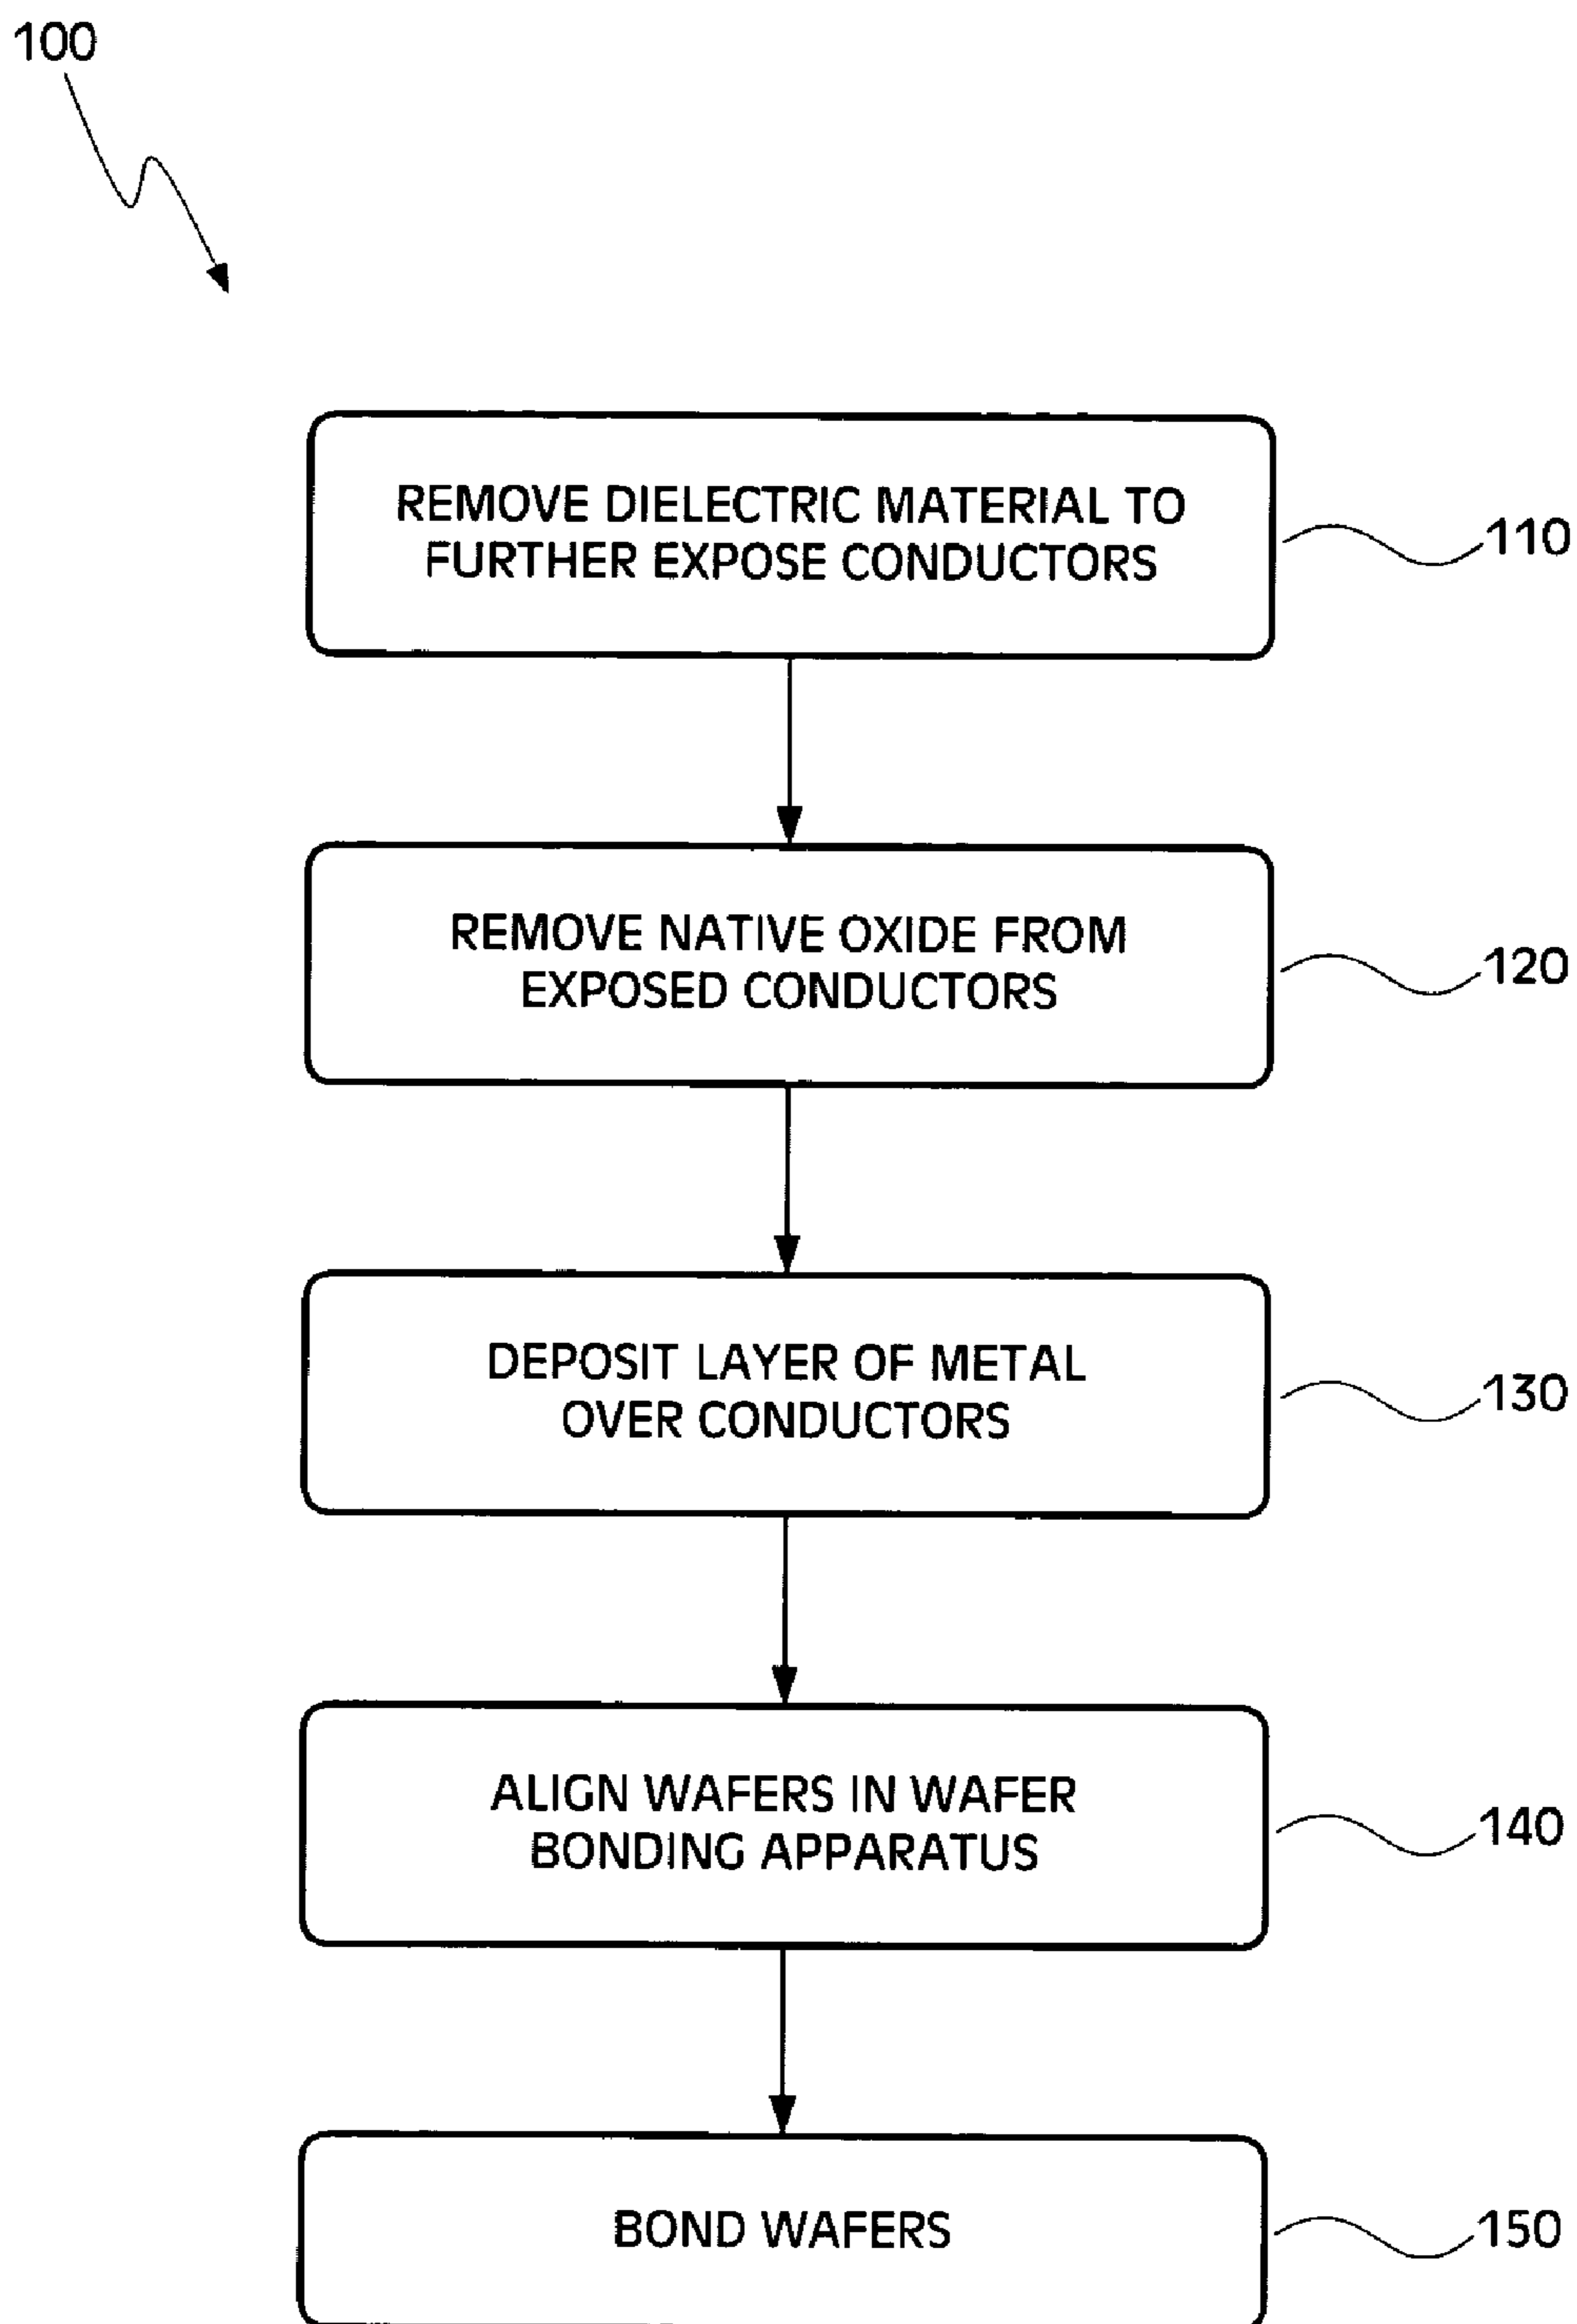 100
REMOVE DIELECTRIC MATERIAL TO
FURTHER EXPOSE CONDUCTORS
110
REMOVE NATIVE OXIDE FROM
EXPOSED CONDUCTORS
120
DEPOSIT LAYER OF METAL
OVER CONDUCTORS
130
ALIGN WAFERS IN WAFER
BONDING APPARATUS
140
BOND WAFERS
150